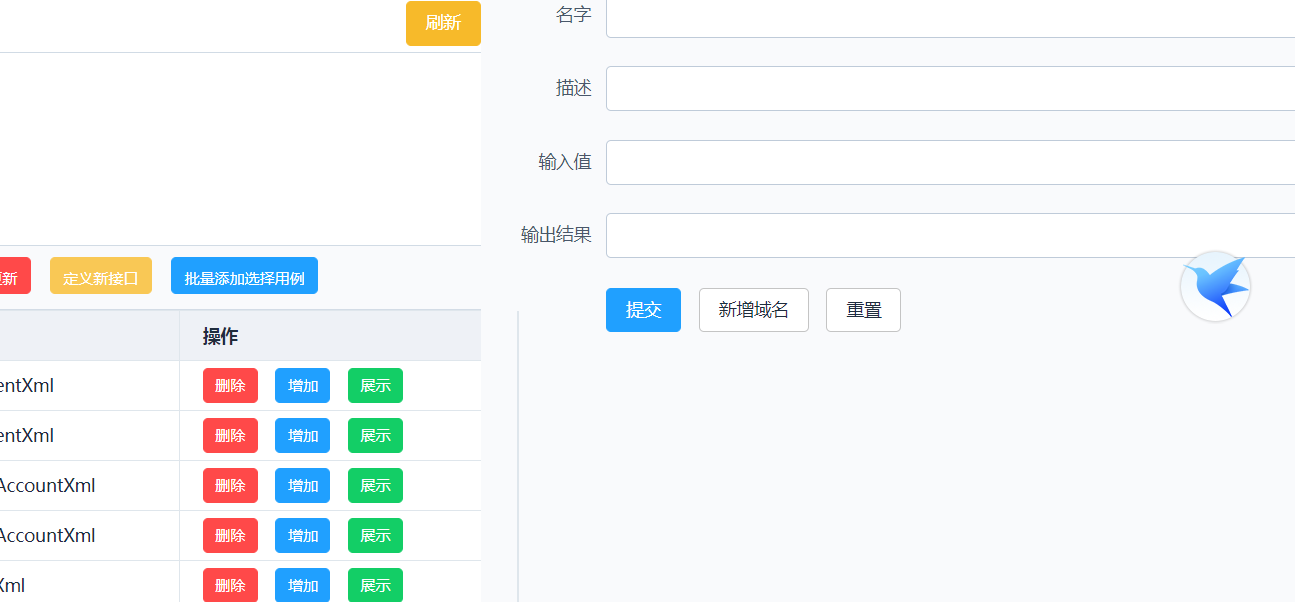 刷新
新
定义新接口
批量添加选择用例
操作
entXml
删除 增加 展示
entXml
删除 增加 展示
AccountXml
删除 增加 展示
AccountXml
删除 增加 展示
Xml
删除 增加 展示
名字
描述
输入值
输出结果
提交 新增域名 重置